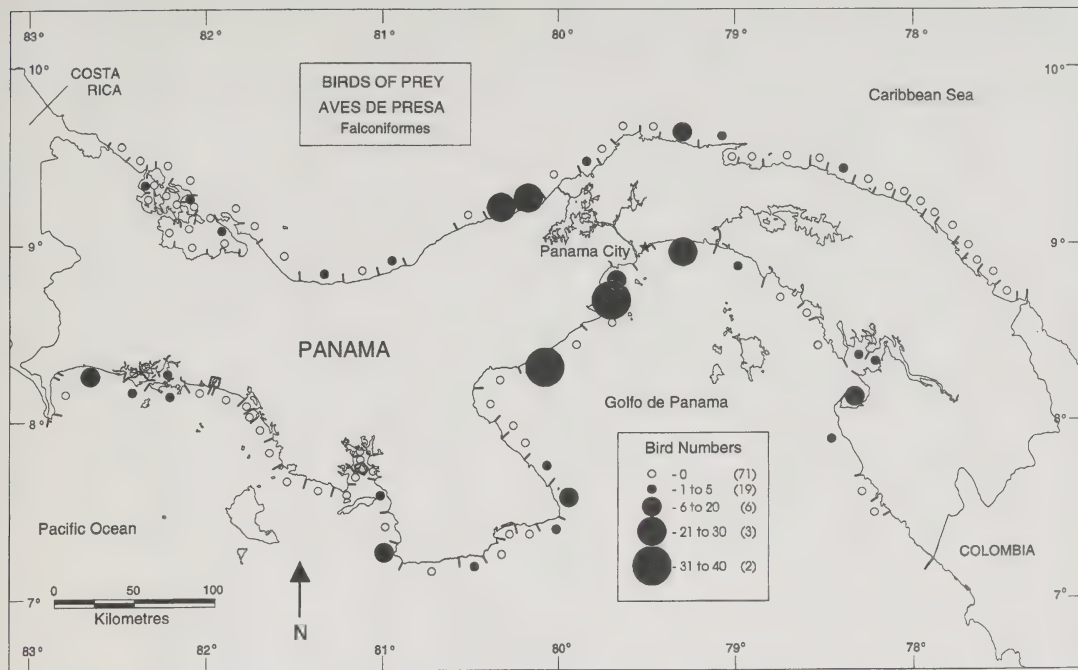 83°
82°
81°
80°
79°
78°
10°
10°
COSTA
RICA
BIRDS OF PREY
AVES DE PRESA
Falconiformes
Caribbean Sea
9°
9°
Panama City
PANAMA
Golfo de Panama
8°
8°
Bird Numbers
- 0 (71)
- 1 to 5 (19)
- 6 to 20 (6)
- 21 to 30 (3)
- 31 to 40 (2)
Pacific Ocean
COLOMBIA
0 50 100
Kilometres
N
7°
7°
83°
82°
81°
80°
79°
78°